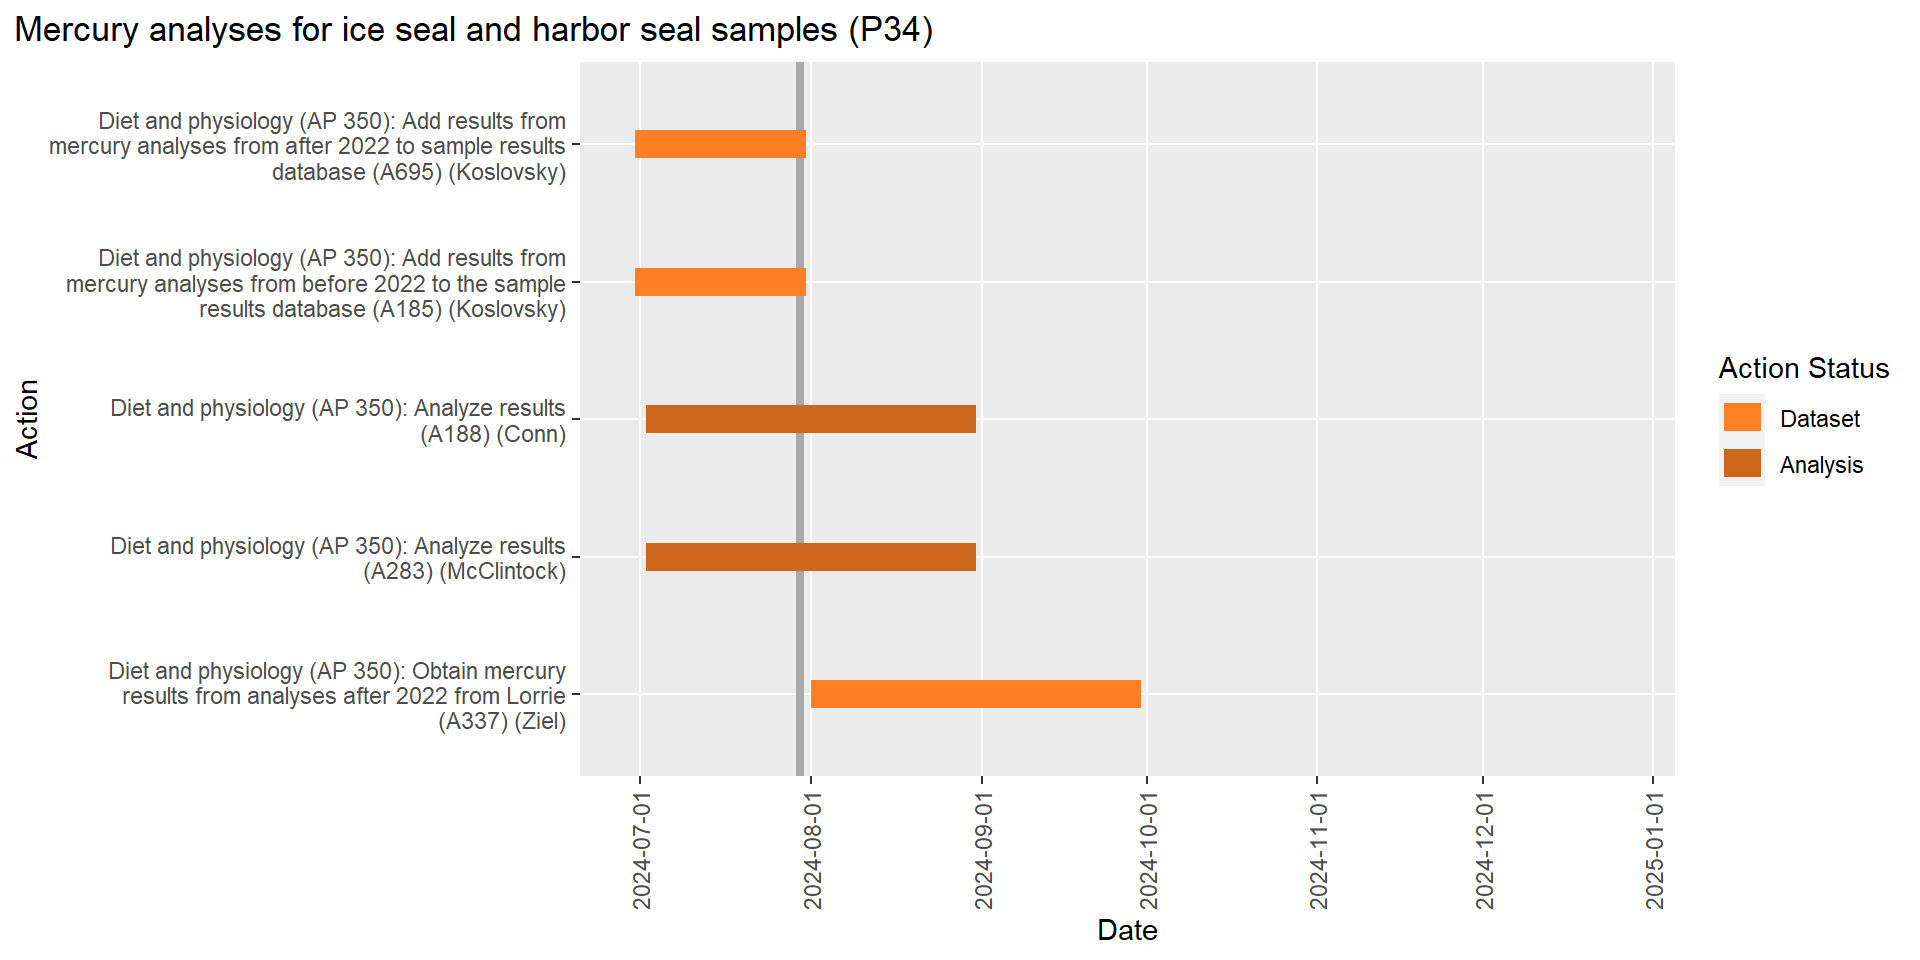 Mercury analyses for ice seal and harbor seal samples (P34)
Diet and physiology (AP 350): Add results from
mercury analyses from after 2022 to sample results
database (A695) (Koslovsky)
Diet and physiology (AP 350): Add results from
mercury analyses from before 2022 to the sample
results database (A185) (Koslovsky)
Diet and physiology (AP 350): Analyze results
(A188) (Conn)
Diet and physiology (AP 350): Analyze results
(A283) (McClintock)
Diet and physiology (AP 350): Obtain mercury
results from analyses after 2022 from Lorrie
(A337) (Ziel)
Action
2024-07-01
2024-08-01
2024-09-01
2024-10-01
2024-11-01
2024-12-01
2025-01-01
Date
Action Status
Dataset
Analysis